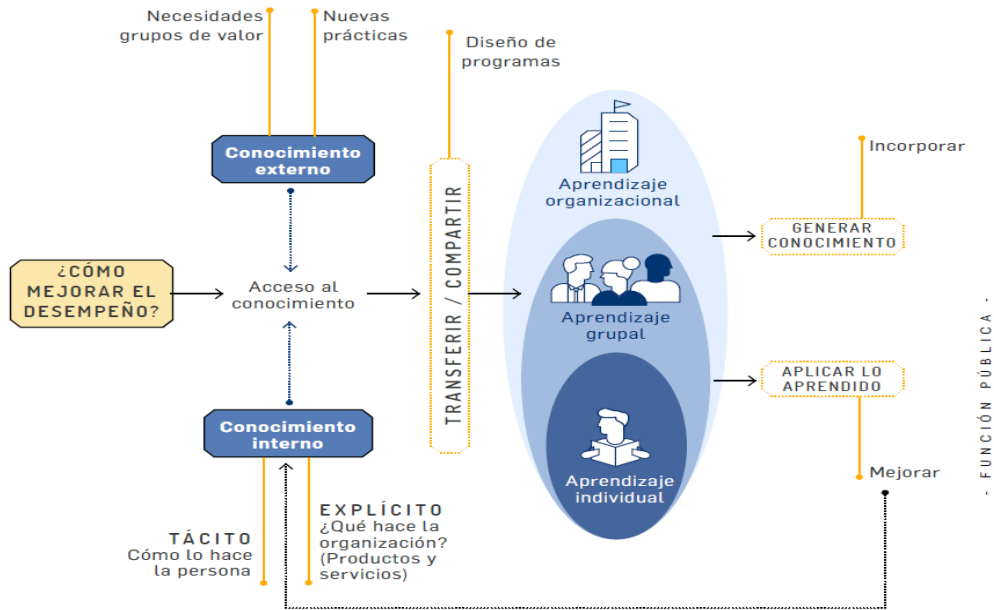 Necesidades
grupos de valor
Nuevas
prácticas
Diseño de
programas
Conocimiento
externo
TRANSFERIR / COMPARTIR
Aprendizaje
organizacional
Incorporar
GENERAR
CONOCIMIENTO
¿CÓMO
MEJORAR EL
DESEMPEÑO?
Acceso al
conocimiento
Aprendizaje
grupal
APLICAR LO
APRENDIDO
Conocimiento
interno
Aprendizaje
individual
Mejorar
TÁCITO
Cómo lo hace
la persona
EXPLÍCITO
¿Qué hace la
organización?
(Productos y
servicios)
- FUNCIÓN PÚBLICA -